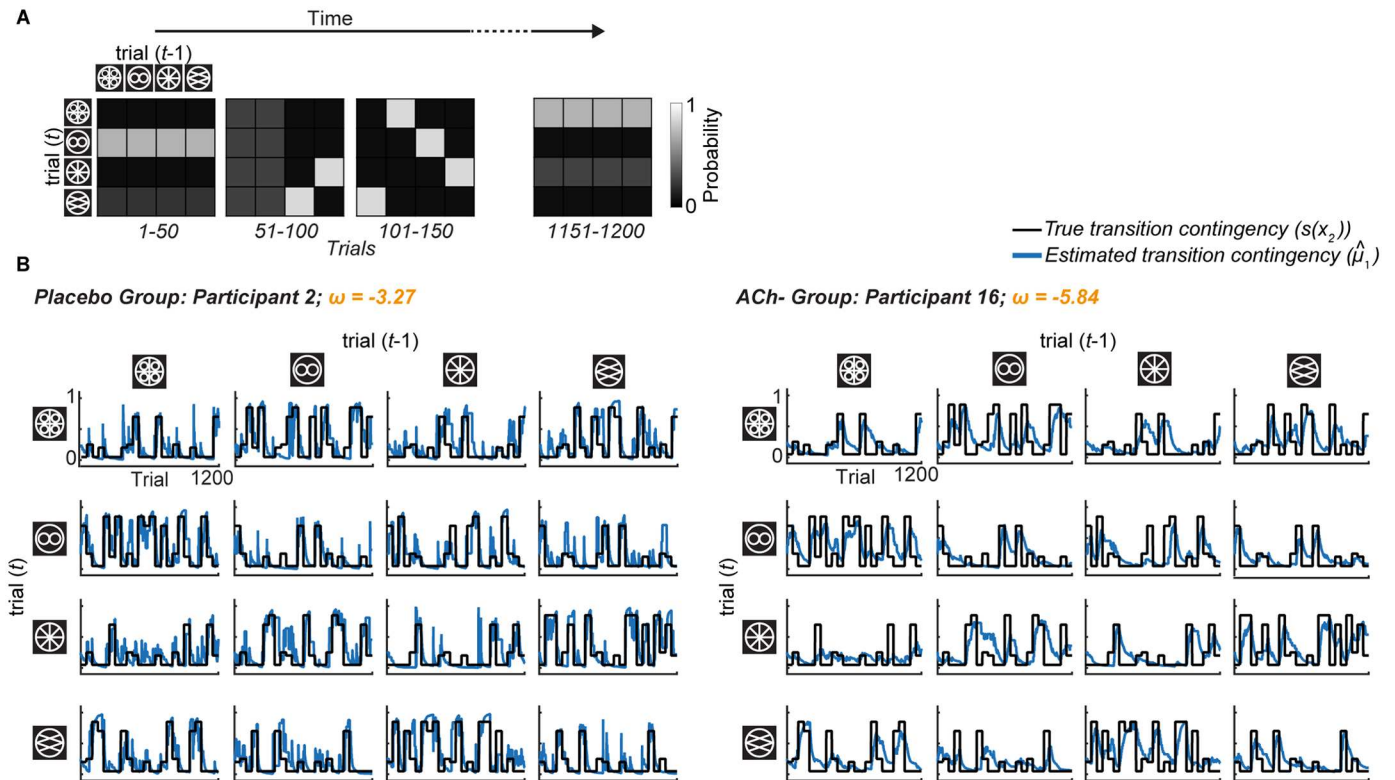 A
Time
trial (t-1)
trial (t)
1
0
Probability
1-50
51-100
101-150
1151-1200
Trials
True transition contingency (s(x₂))
Estimated transition contingency (μ̂₁)
B
Placebo Group: Participant 2; ω = -3.27
ACh- Group: Participant 16; ω = -5.84
trial (t-1)
trial (t-1)
1
0
Trial 1200
1
0
Trial 1200
trial (t)
trial (t)